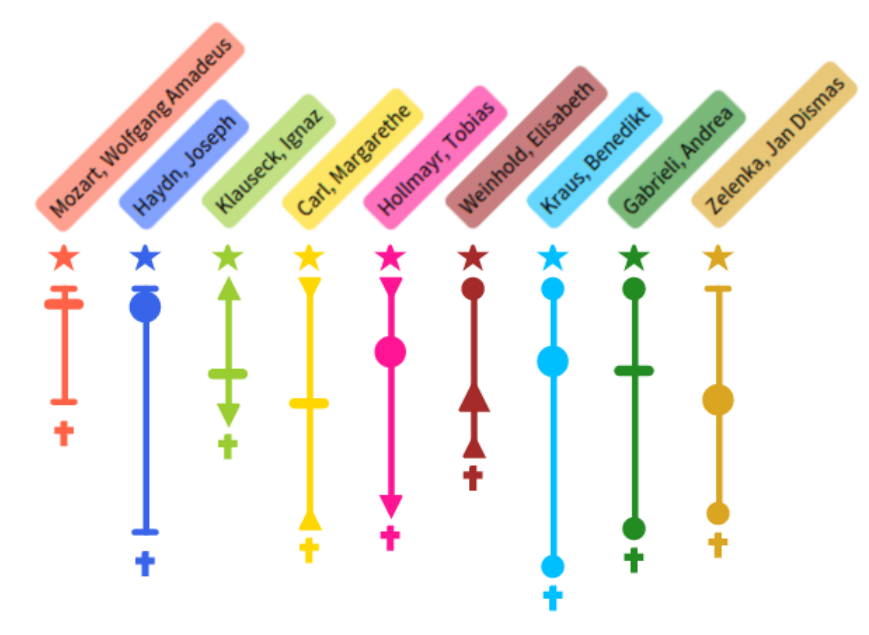 Mozart, Wolfgang Amadeus
Haydn, Joseph
Klauseck, Ignaz
Carl, Margarethe
Hollmayr, Tobias
Weinhold, Elisabeth
Kraus, Benedikt
Gabrieli, Andrea
Zelenka, Jan Dismas